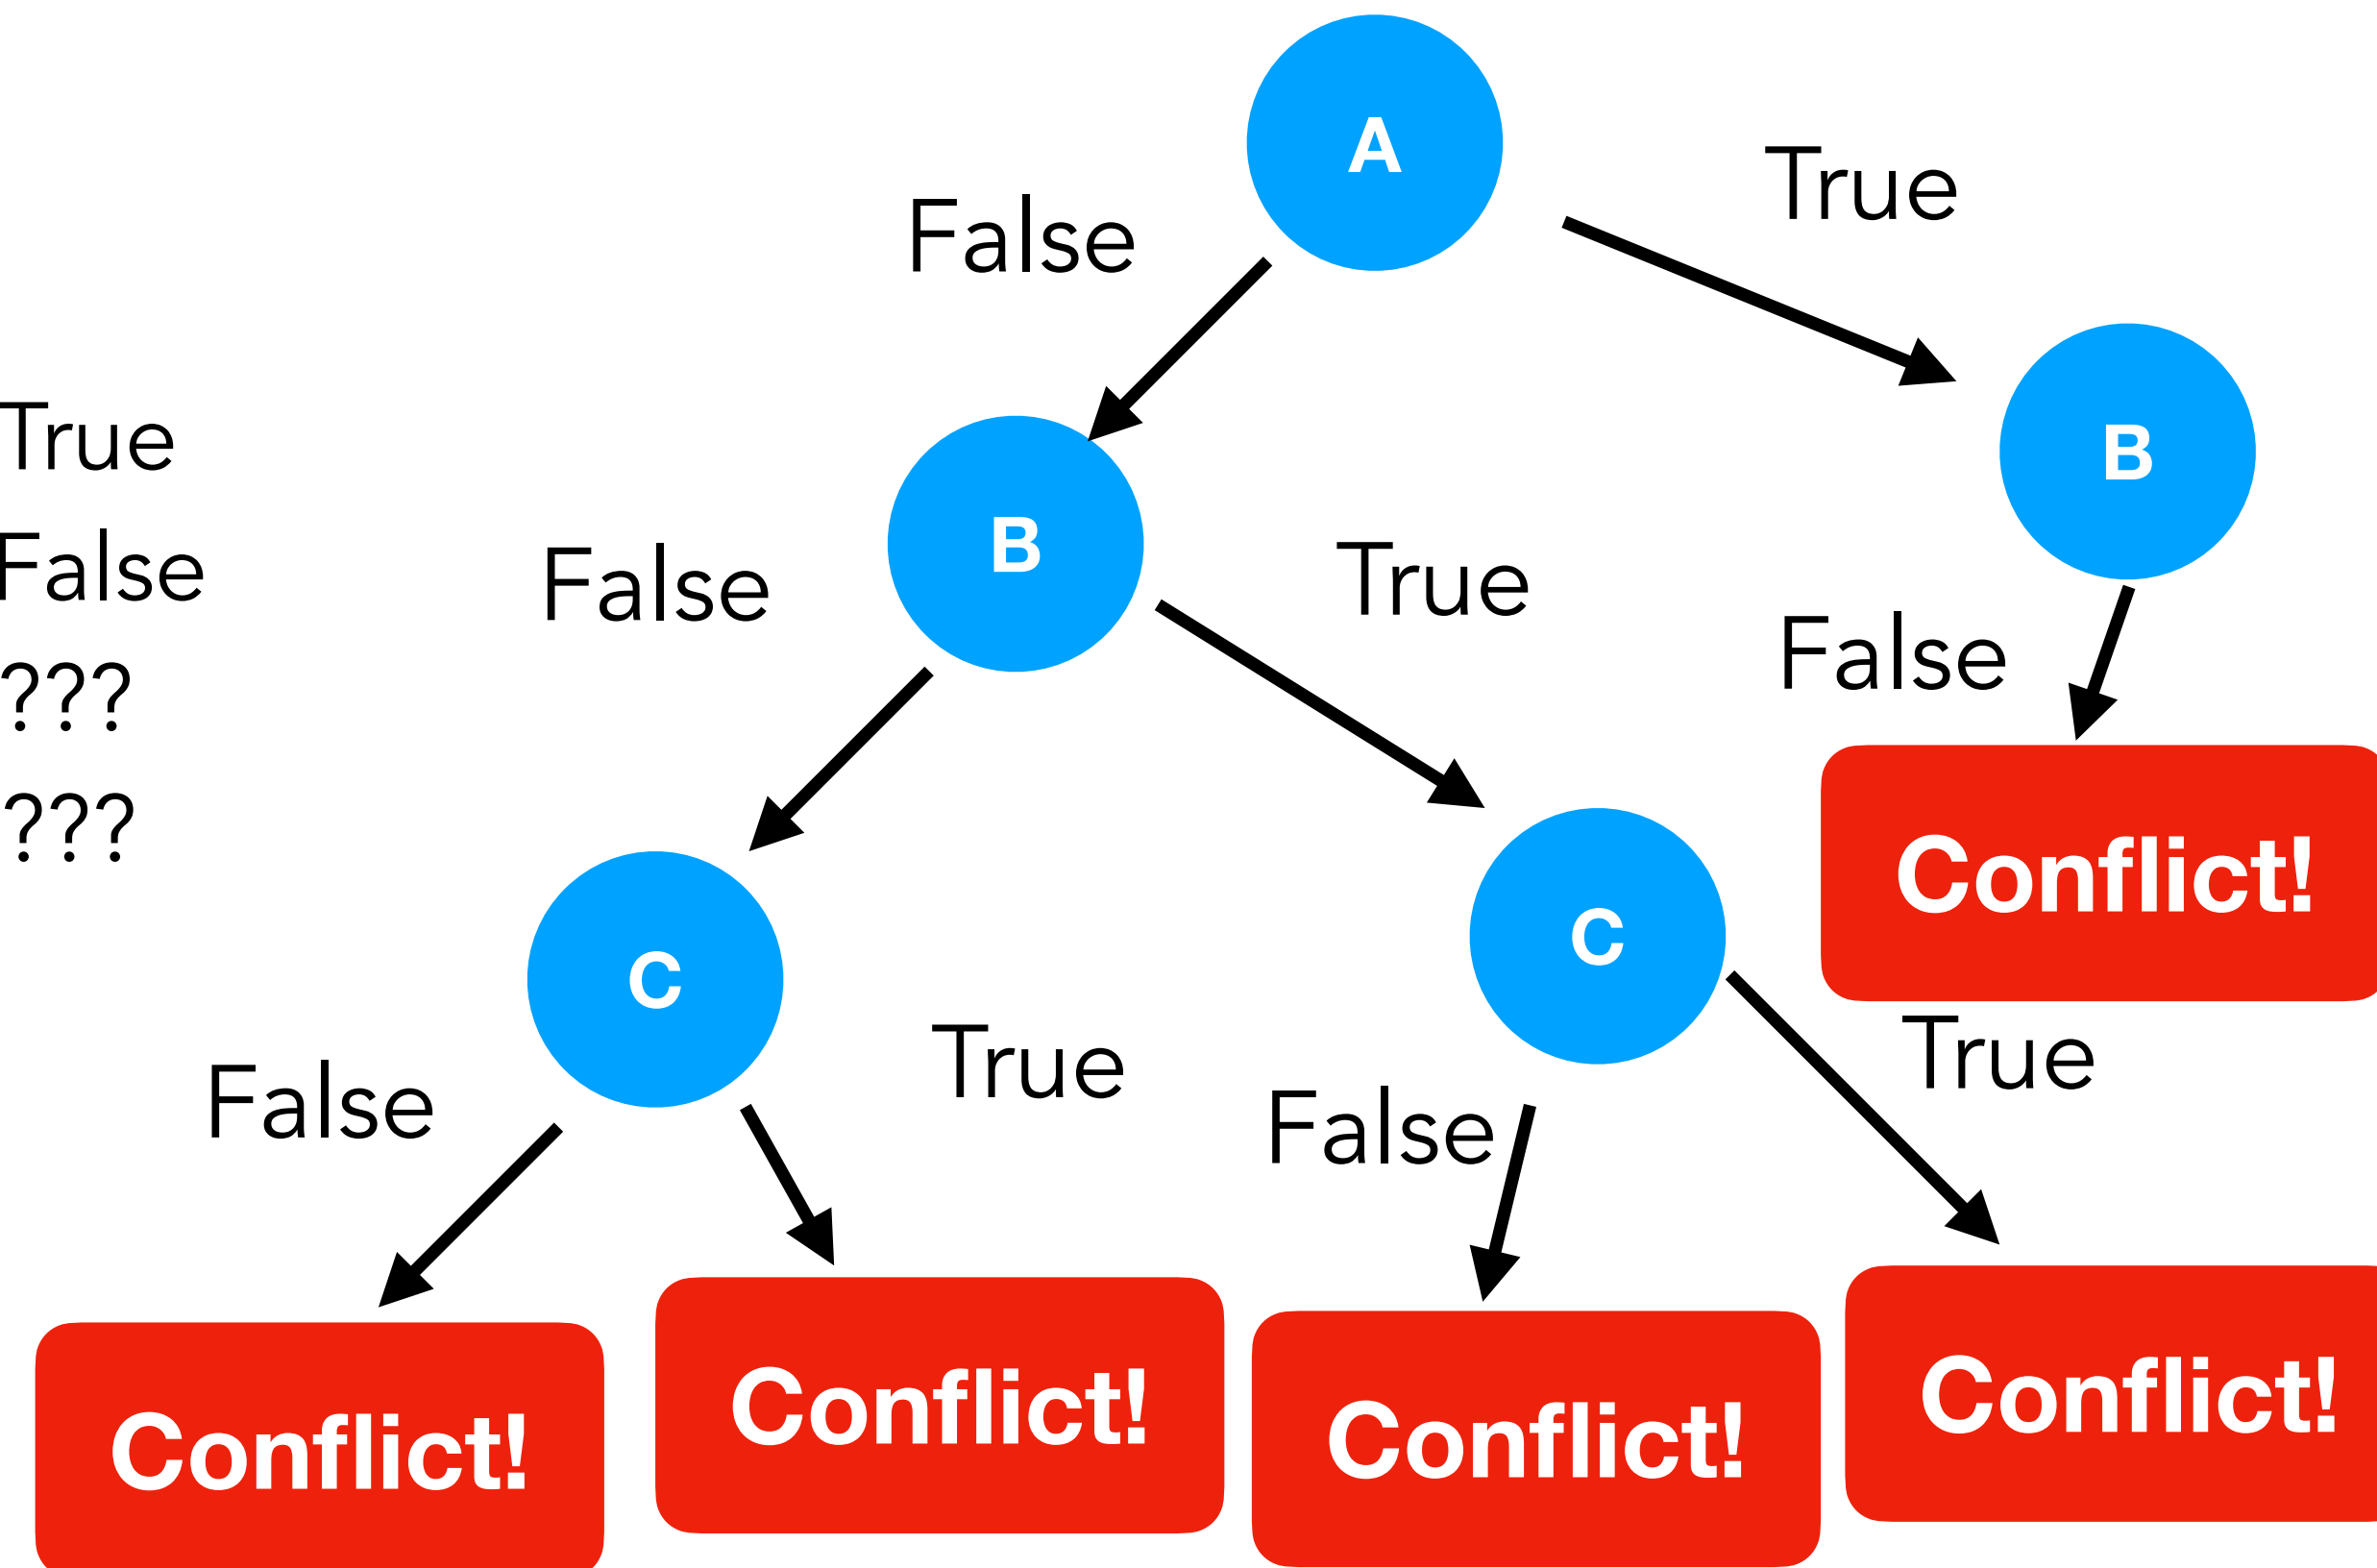 A
True
False
True
False
???
???
B
B
False
True
False
Conflict!
C
C
True
True
False
False
Conflict!
Conflict!
Conflict!
Conflict!